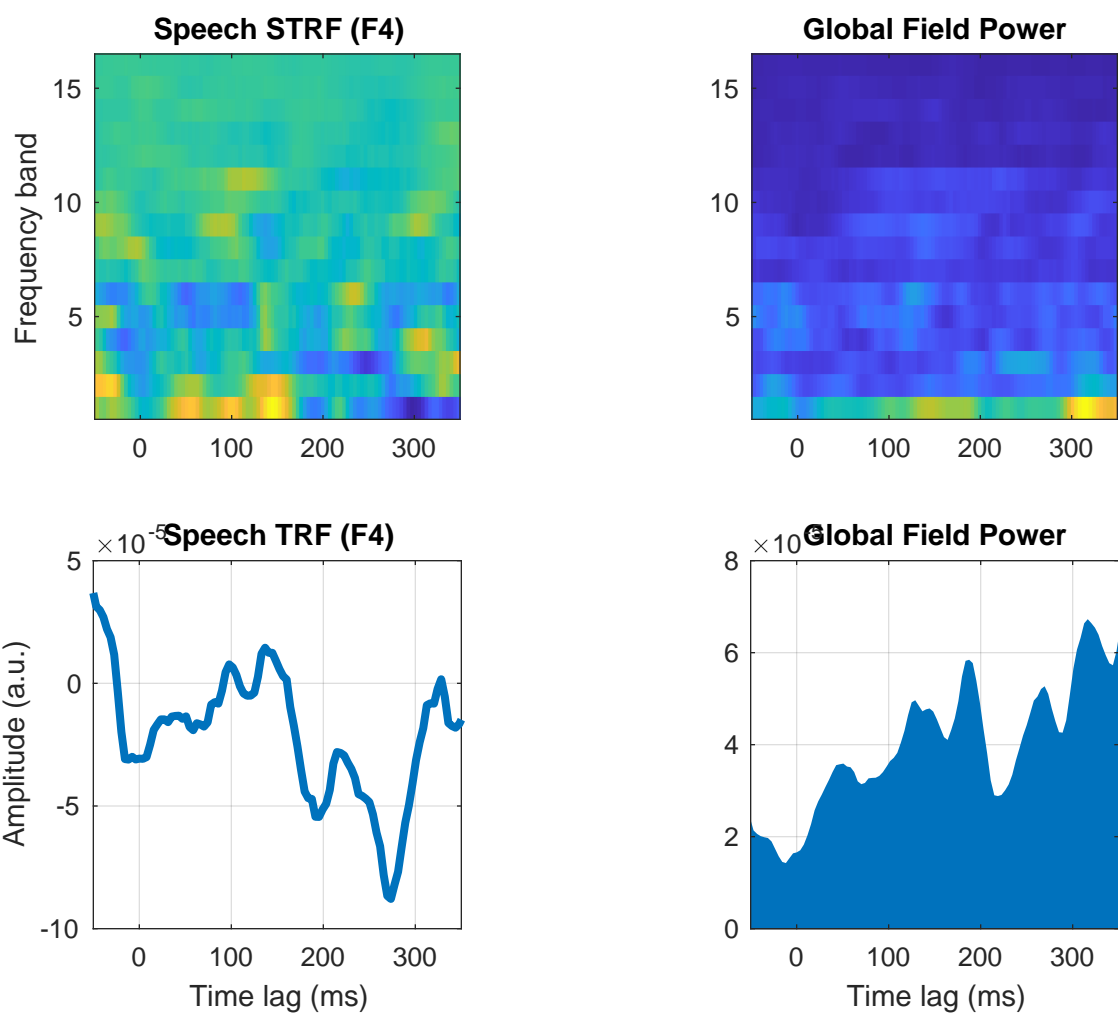 Speech STRF (F4)
Frequency band
15
10
5
0 100 200 300
Global Field Power
15
10
5
0 100 200 300
Speech TRF (F4)
×10-5
Amplitude (a.u.)
5
0
-5
-10
0 100 200 300
Time lag (ms)
Global Field Power
×10
8
6
4
2
0
0 100 200 300
Time lag (ms)